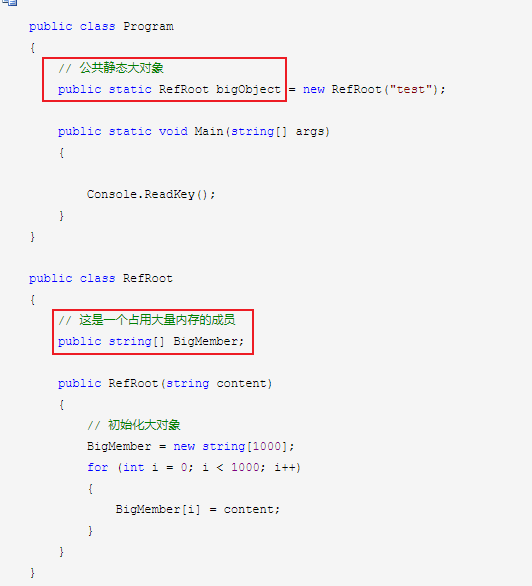 public class Program
{
// 公共静态大对象
public static RefRoot bigObject = new RefRoot("test");
public static void Main(string[] args)
{
Console.ReadKey();
}
}
public class RefRoot
{
// 这是一个占用大量内存的成员
public string[] BigMember;
public RefRoot(string content)
{
// 初始化大对象
BigMember = new string[1000];
for (int i = 0; i < 1000; i++)
{
BigMember[i] = content;
}
}
}